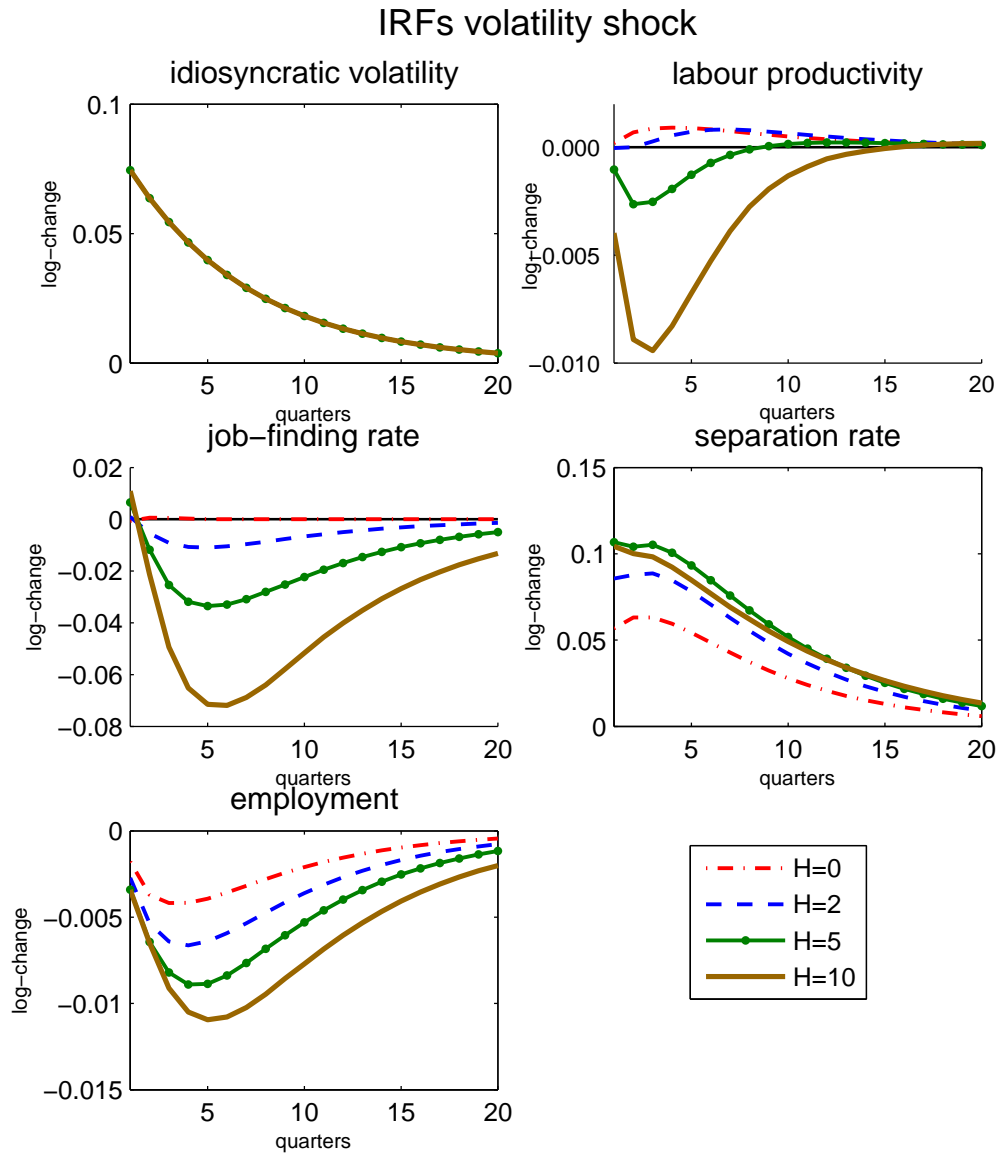 IRFs volatility shock
idiosyncratic volatility
0.1
0.05
0
log−change
5 10 15 20
quarters
labour productivity
0.000
−0.005
−0.010
log−change
5 10 15 20
quarters
job−finding rate
0.02
0
−0.02
−0.04
−0.06
−0.08
log−change
5 10 15 20
quarters
separation rate
0.15
0.1
0.05
0
log−change
5 10 15 20
quarters
employment
0
−0.005
−0.01
−0.015
log−change
5 10 15 20
quarters
H=0
H=2
H=5
H=10